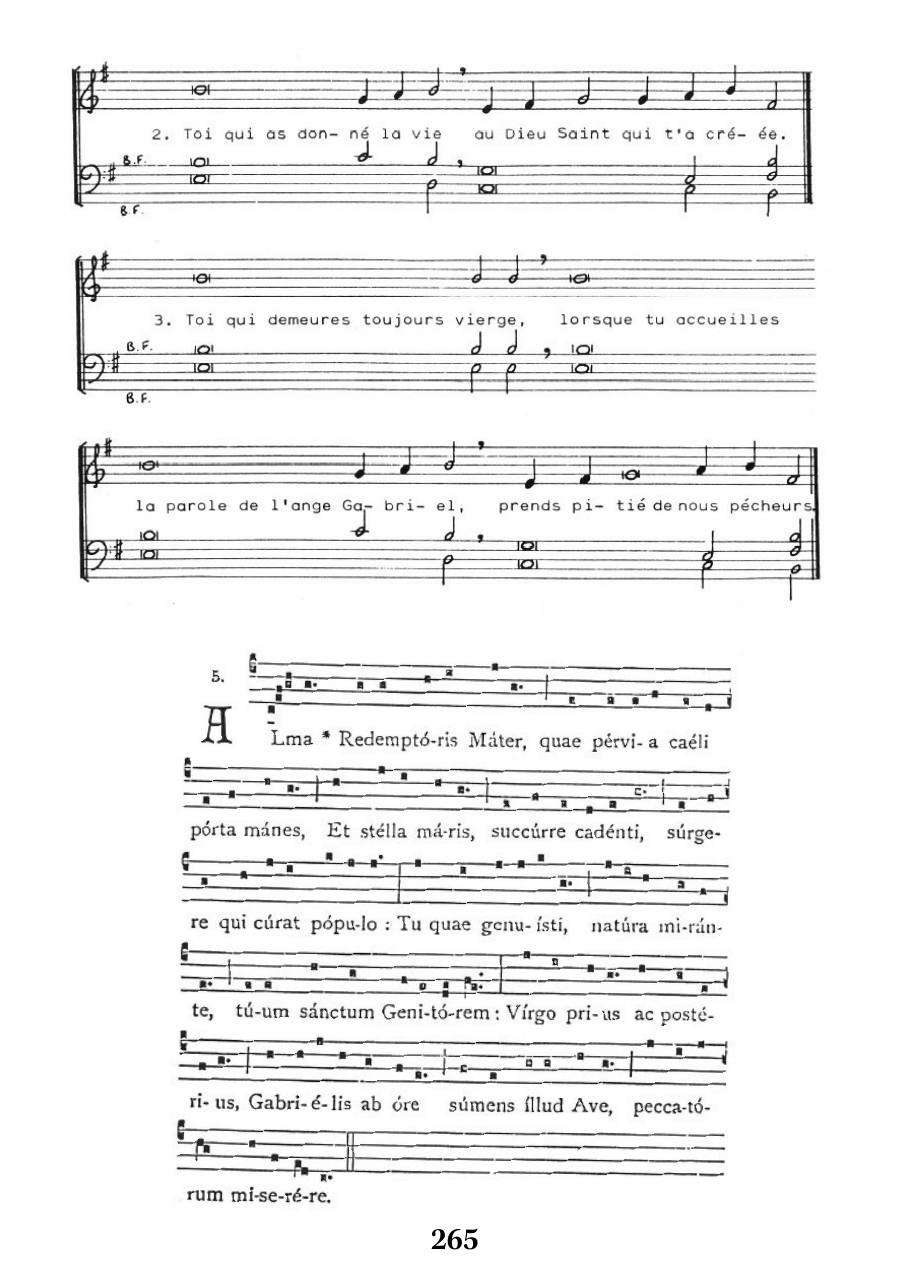 2. Toi qui as don- né la vie au Dieu Saint qui t'a cré- ée.
B.F.
B.F.
3. Toi qui demeures toujours vierge, lorsque tu accueilles
B.F.
B.F.
la parole de l'ange Ga- bri- el, prends pi- tié de nous pécheurs.
5.
ALma * Redemptó-ris Máter, quae pérvi- a caéli
pórta mánes, Et stélla má-ris, succúrre cadénti, súrge-
re qui cúrat pópu-lo : Tu quae genu- ísti, natúra mi-rán-
te, tú-um sánctum Geni-tó-rem : Vírgo pri- us ac posté-
ri- us, Gabri- é- lis ab óre súmens íllud Ave, pecca-tó-
rum mi-se-ré-re.
265